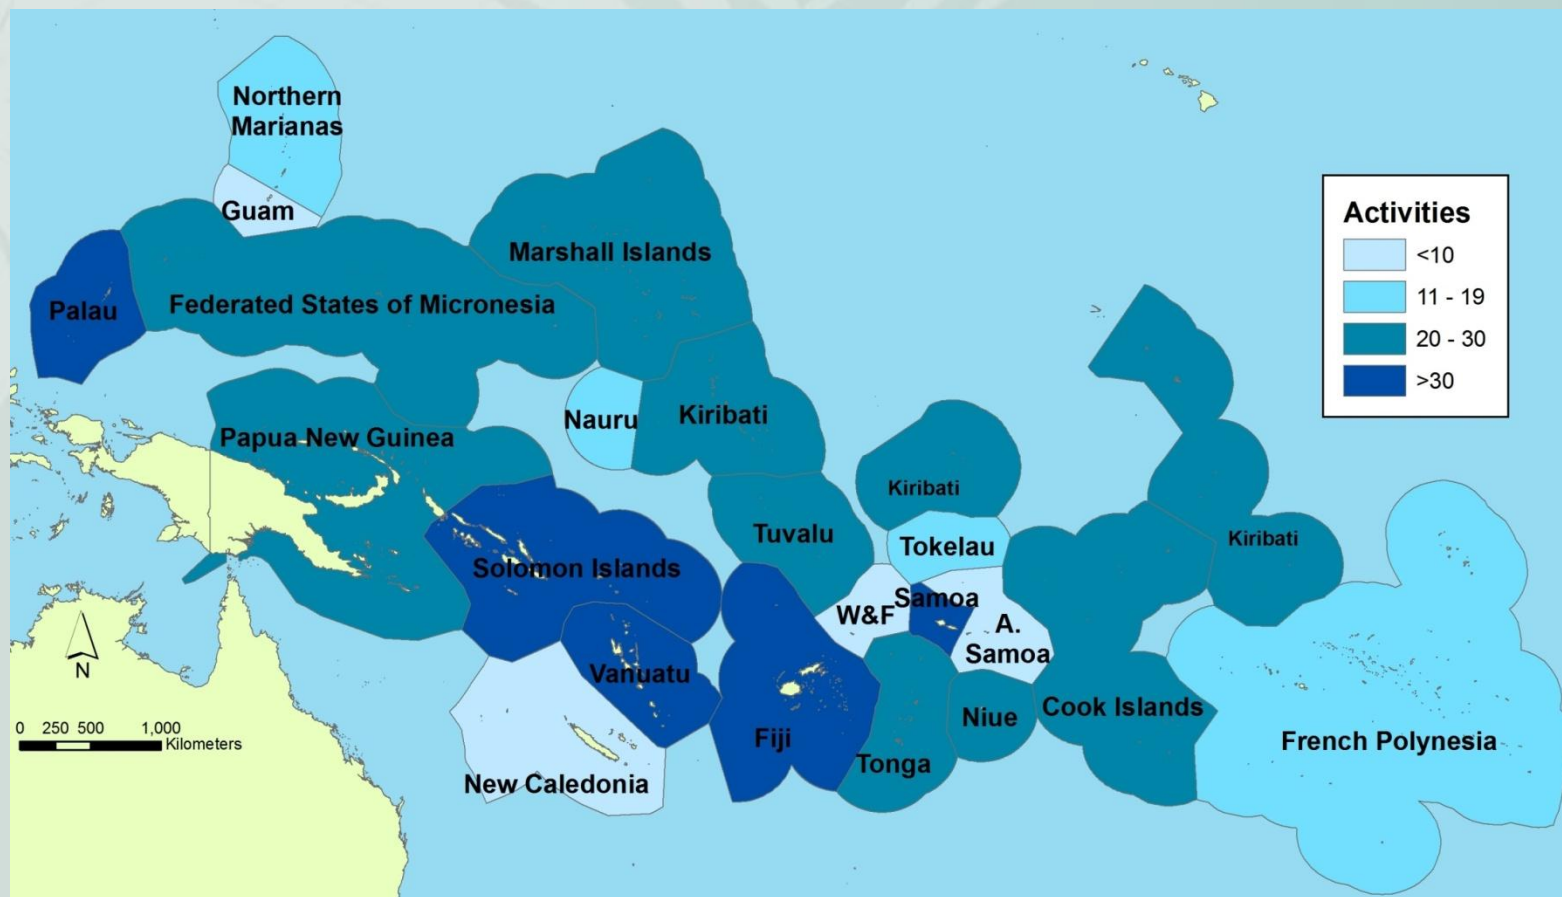 Northern
Marianas
Guam
Marshall Islands
Federated States of Micronesia
Palau
Nauru
Kiribati
Papua New Guinea
Kiribati
Tuvalu
Tokelau
Kiribati
Solomon Islands
Samoa
W&F
A.
Samoa
Vanuatu
Fiji
Niue
Cook Islands
Tonga
French Polynesia
New Caledonia
Activities
<10
11 - 19
20 - 30
>30
N
0 250 500 1,000
Kilometers